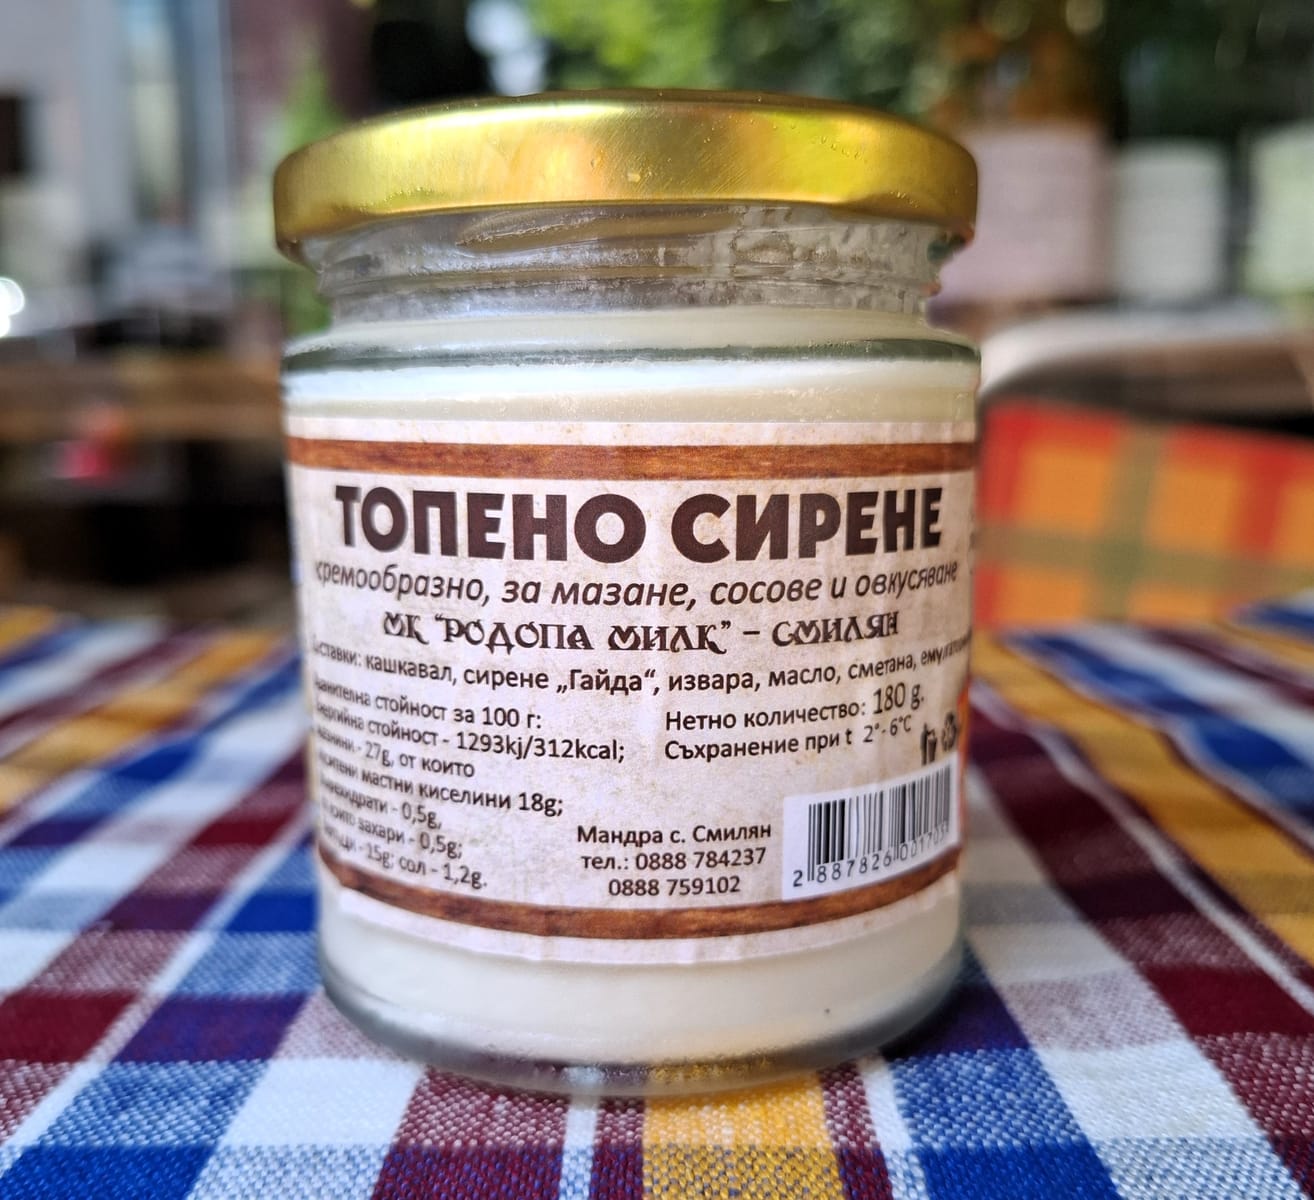 ТОПЕНО СИРЕНЕ
кремообразно, за мазане, сосове и овкусяване
МК "РОДОПА МИЛК" – СМИЛЯН
кашкавал, сирене „Гайда“, извара, масло, сметана,
стойност за 100 г:
стойност - 1293kj/312kcal;
27g, от които
мастни киселини 18g;
0,5g,
захари - 0,5g;
15g; сол - 1,2g.
Нетно количество: 180 g.
Съхранение при t 2°- 6°C
Мандра с. Смилян
тел.: 0888 784237
0888 759102
2 887826